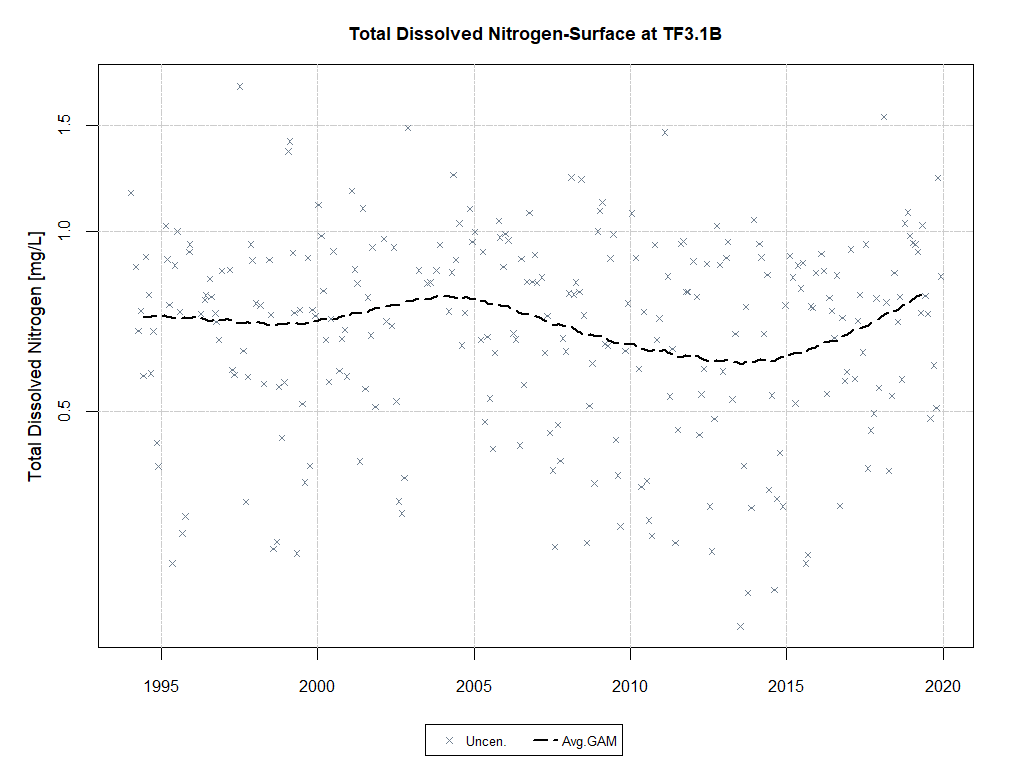 Total Dissolved Nitrogen-Surface at TF3.1B
Total Dissolved Nitrogen [mg/L]
1.5
1.0
0.5
1995 2000 2005 2010 2015 2020
Uncen. Avg.GAM